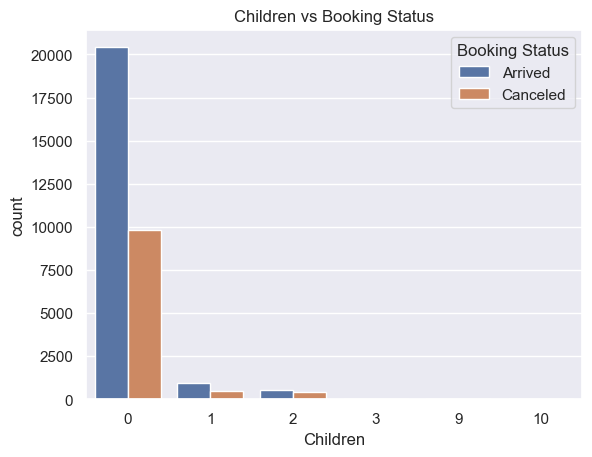 Children vs Booking Status
Booking Status
Arrived
Canceled
count
20000
17500
15000
12500
10000
7500
5000
2500
0
0 1 2 3 9 10
Children